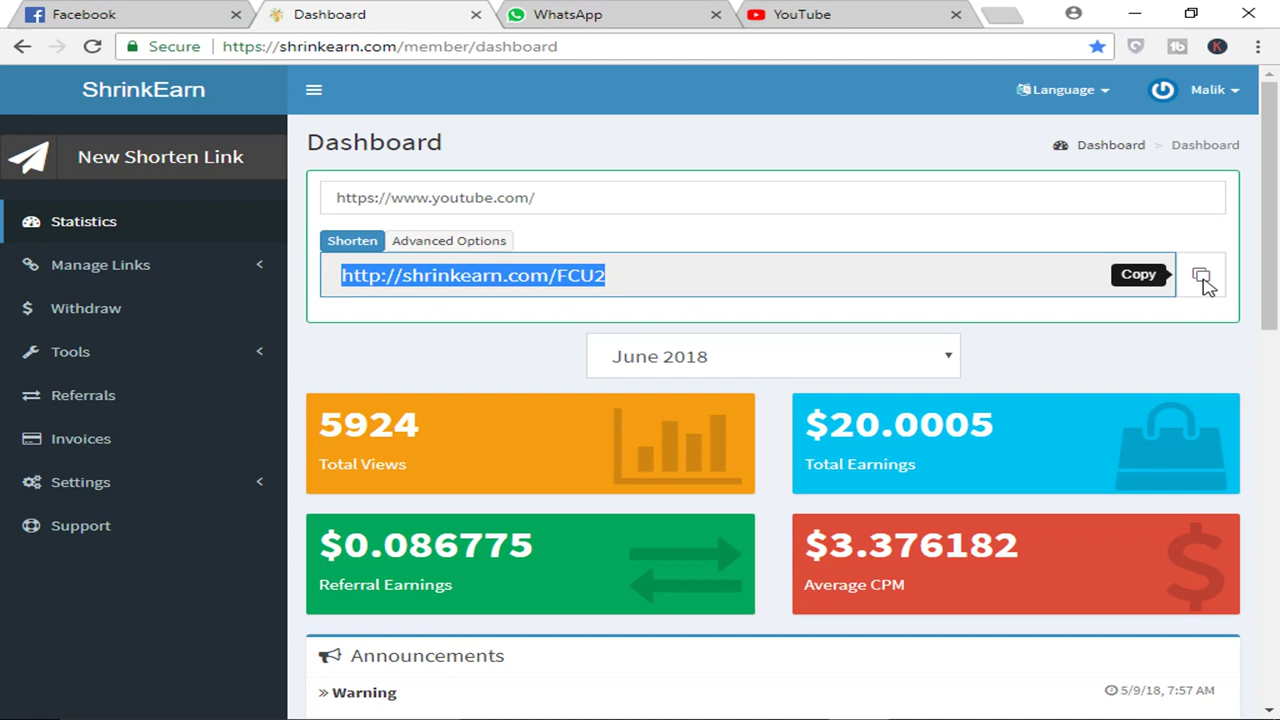 Facebook
Dashboard
WhatsApp
YouTube
Secure
https://shrinkearn.com/member/dashboard
ShrinkEarn
Language
Malik
New Shorten Link
Dashboard
Dashboard > Dashboard
https://www.youtube.com/
Statistics
Shorten
Advanced Options
Manage Links
http://shrinkearn.com/FCU2
Copy
Withdraw
Tools
June 2018
Referrals
Invoices
Settings
Support
5924
Total Views
$20.0005
Total Earnings
$0.086775
Referral Earnings
$3.376182
Average CPM
Announcements
» Warning
5/9/18, 7:57 AM